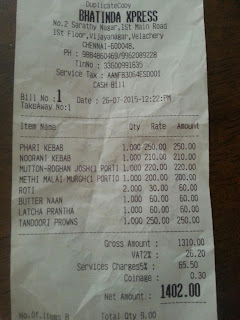 DuplicateCopy
BHATINDA XPRESS
No.2 Sarathy Nagar,1St Main Road
1St Floor,Vijayanagar,Velachery
CHENNAI-600048.
PH : 9884860469/9962089228
TinNo : 33600991835
Service Tax : AANFB3064ESD001
CASH Bill
Bill No :1 Date : 26-07-2015-12:22:PM
TakeAway No:1
Item Name Qty Rate Amount
PHARI KEBAB 1.000 250.00 250.00
NOORANI KEBAB 1.000 210.00 210.00
MUTTON-ROGHAN JOSH(1 PORTIO 1.000 220.00 220.00
METHI MALAI MURGH(1 PORTIO 1.000 200.00 200.00
ROTI 2.000 30.00 60.00
BUTTER NAAN 1.000 60.00 60.00
LATCHA PRANTHA 1.000 60.00 60.00
TANDOORI PROWNS 1.000 250.00 250.00
Gross Amount : 1310.00
VAT2% : 26.20
Services Charges5% : 65.50
Coinage : 0.30
Net Amount : 1402.00
No.Of.Items 8 Total Qty 9.00